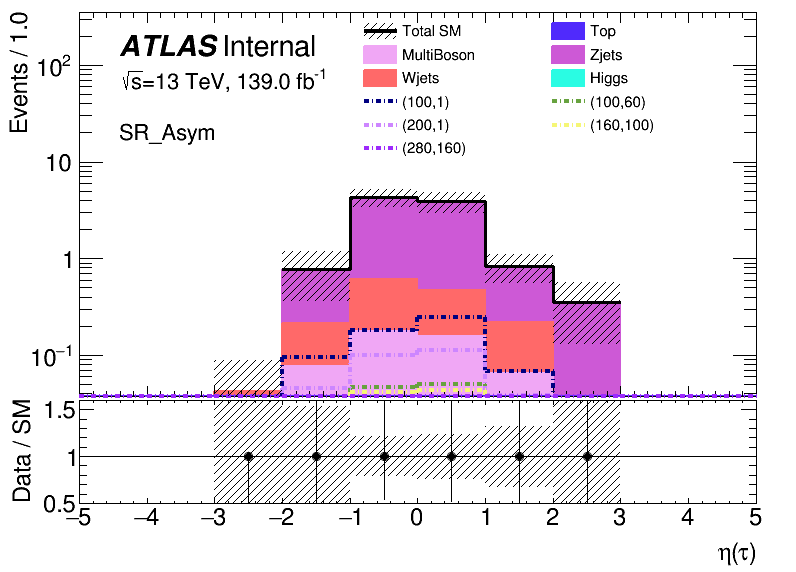 Events / 1.0
ATLAS Internal
√s=13 TeV, 139.0 fb⁻¹
SR_Asym
Total SM
Top
MultiBoson
Zjets
Wjets
Higgs
(100,1)
(100,60)
(200,1)
(160,100)
(280,160)
10²
10
1
10⁻¹
Data / SM
1.5
1
0.5
−5 −4 −3 −2 −1 0 1 2 3 4 5
η(τ)